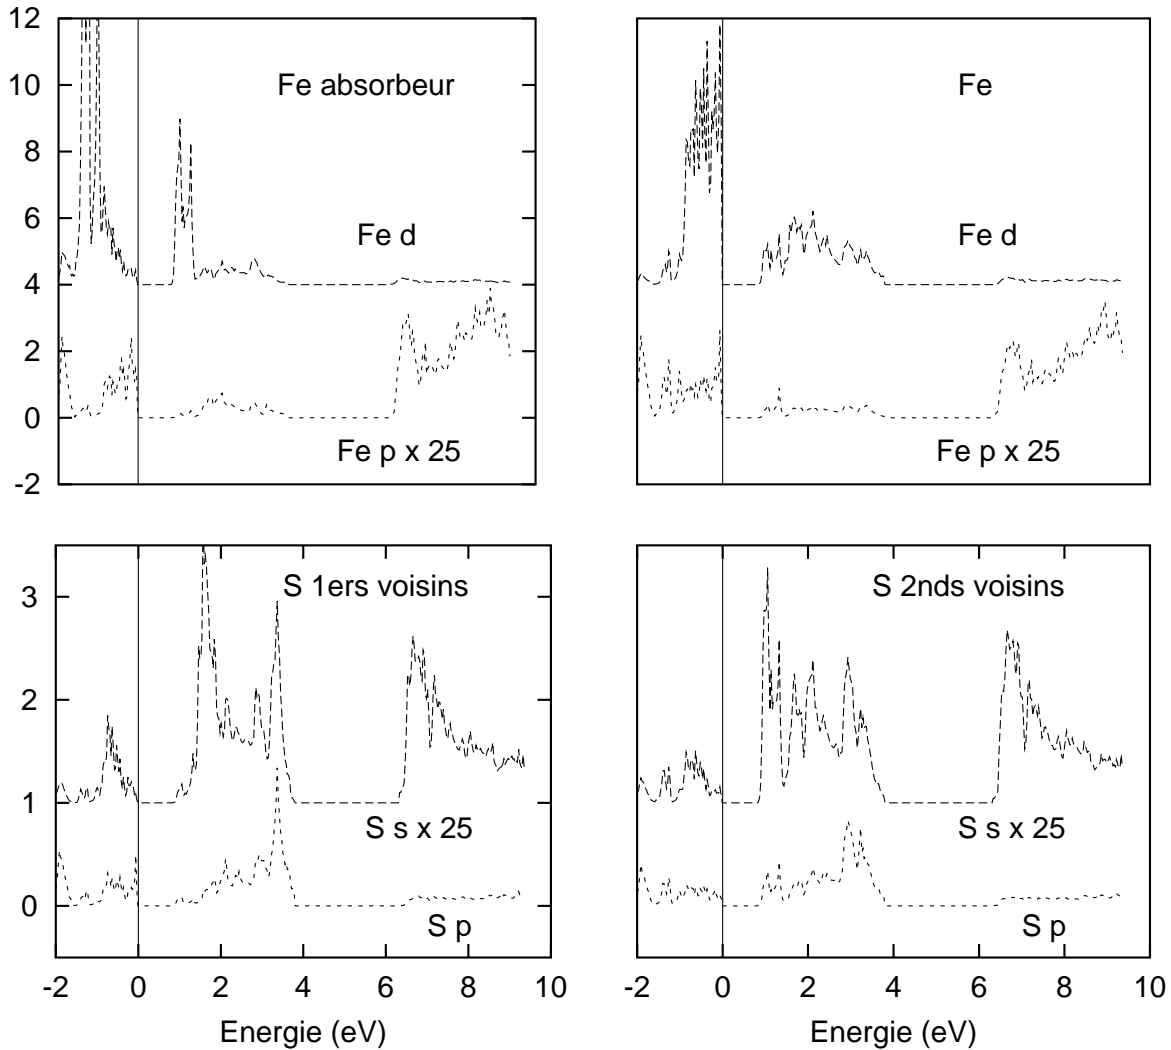 12
10
8
6
4
2
0
-2
Fe absorbeur
Fe d
Fe p x 25
Fe
Fe d
Fe p x 25
3
2
1
0
S 1ers voisins
S s x 25
S p
S 2nds voisins
S s x 25
S p
-2 0 2 4 6 8 10
-2 0 2 4 6 8 10
Energie (eV)
Energie (eV)